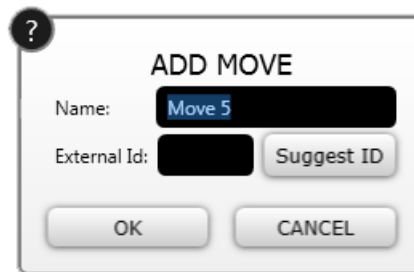 ?
ADD MOVE
Name: Move 5
External Id: Suggest ID
OK CANCEL